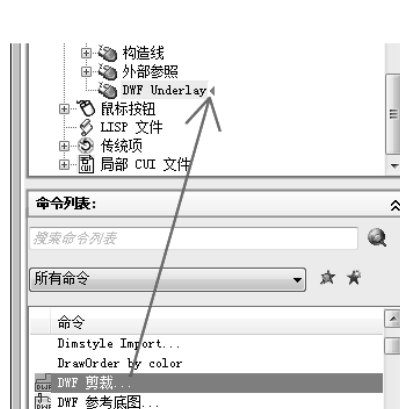 构造线
外部参照
DWF Underlay
鼠标按钮
LISP 文件
传统项
局部 CUI 文件
命令列表:
搜索命令列表
所有命令
命令
Dimstyle Import...
DrawOrder by color
DWF 剪裁...
DWF 参考底图...